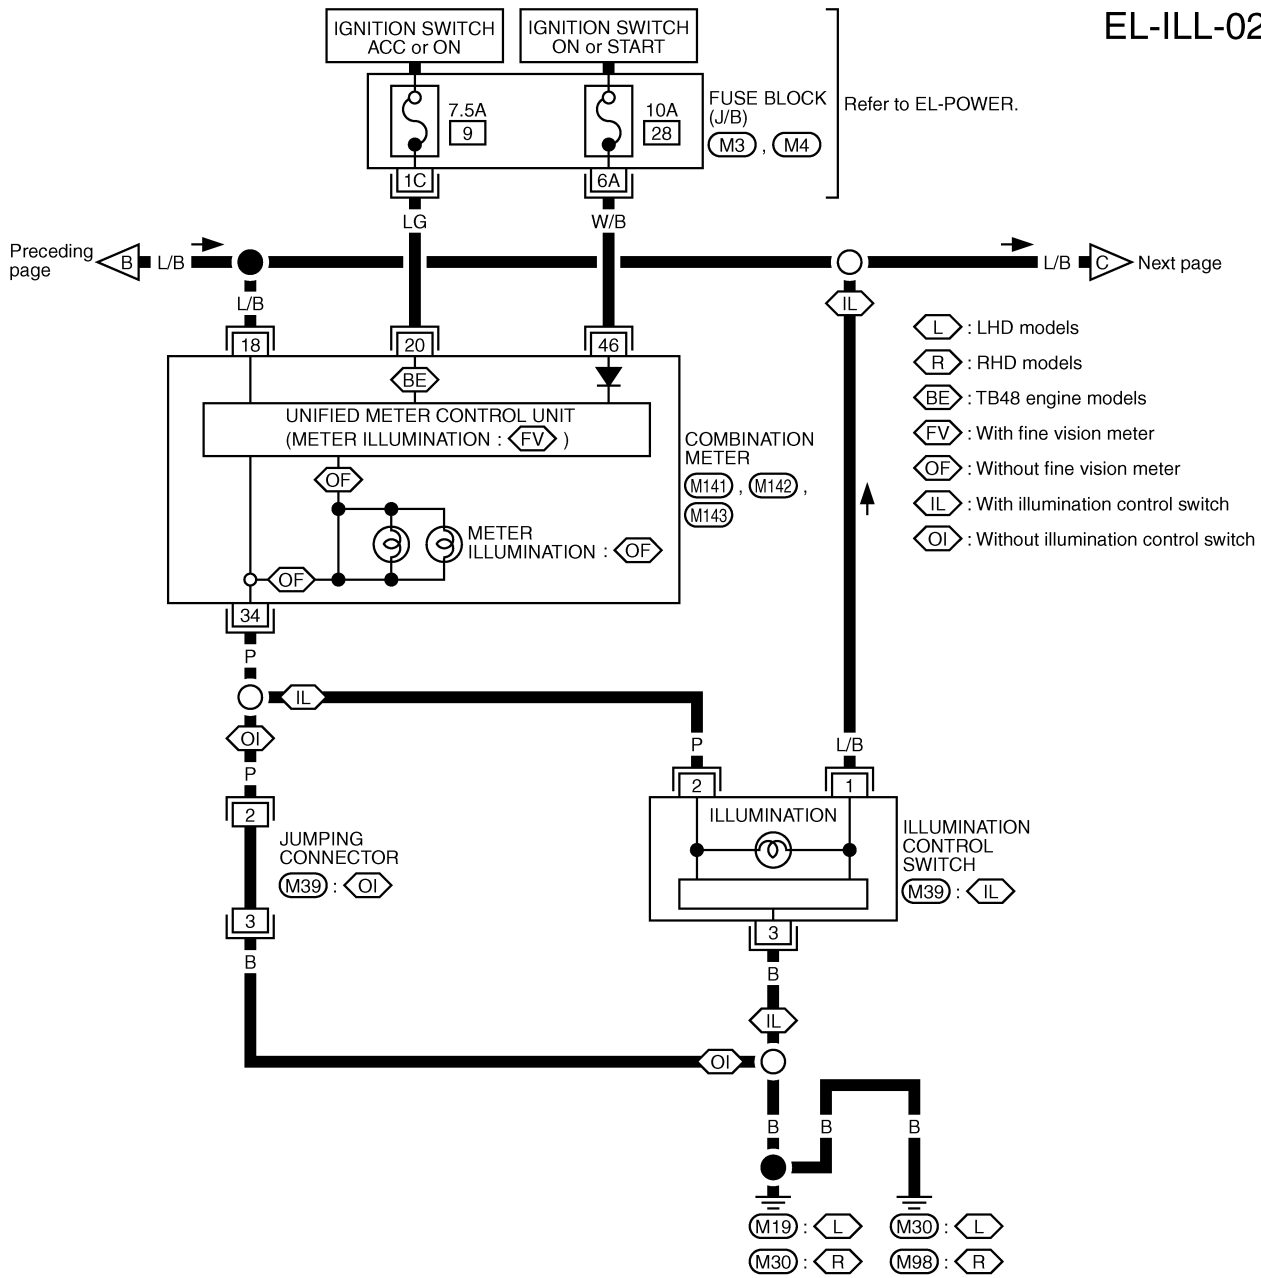 EL-ILL-02
IGNITION SWITCH
ACC or ON
IGNITION SWITCH
ON or START
7.5A
9
10A
28
FUSE BLOCK
(J/B)
M3 , M4
Refer to EL-POWER.
1C
6A
LG
W/B
Preceding
page
B
L/B
L/B
C
Next page
L/B
IL
18
20
46
BE
UNIFIED METER CONTROL UNIT
(METER ILLUMINATION : FV )
OF
METER
ILLUMINATION : OF
OF
COMBINATION
METER
M141 , M142 ,
M143
L : LHD models
R : RHD models
BE : TB48 engine models
FV : With fine vision meter
OF : Without fine vision meter
IL : With illumination control switch
OI : Without illumination control switch
34
P
IL
OI
P
P
L/B
2
2
1
JUMPING
CONNECTOR
M39 : OI
ILLUMINATION
ILLUMINATION
CONTROL
SWITCH
M39 : IL
3
3
B
B
IL
OI
B
B
B
M19 : L
M30 : L
M30 : R
M98 : R